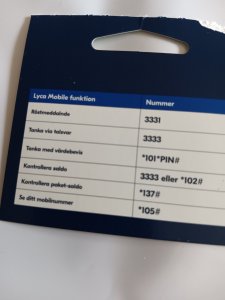 Lyca Mobile funktion Nummer
Röstmeddelande 3331
Tanka via talsvar 3333
Tanka med värdebevis *101*PIN#
Kontrollera saldo 3333 eller *102#
Kontrollera paket-saldo *137#
Se ditt mobilnummer *105#